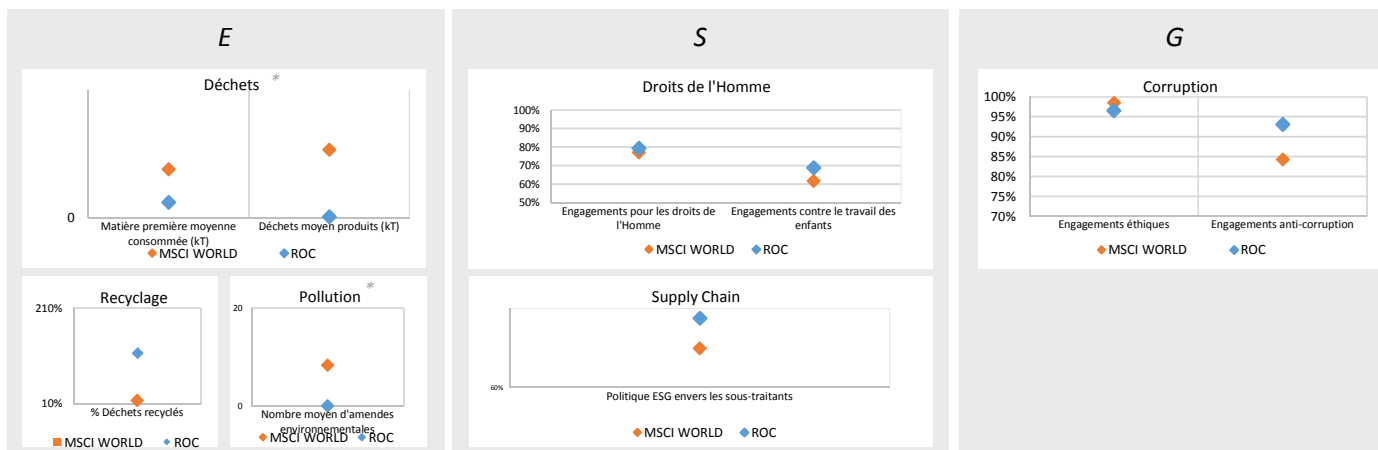 E
Déchets *
0
Matière première moyenne
consommée (kT)
Déchets moyen produits (kT)
MSCI WORLD
ROC
Recyclage
210%
10%
% Déchets recyclés
MSCI WORLD
ROC
Pollution *
20
0
Nombre moyen d'amendes
environnementales
MSCI WORLD
ROC
S
Droits de l'Homme
100%
90%
80%
70%
60%
50%
Engagements pour les droits de
l'Homme
Engagements contre le travail des
enfants
MSCI WORLD
ROC
Supply Chain
60%
Politique ESG envers les sous-traitants
MSCI WORLD
ROC
G
Corruption
100%
95%
90%
85%
80%
75%
70%
Engagements éthiques
Engagements anti-corruption
MSCI WORLD
ROC